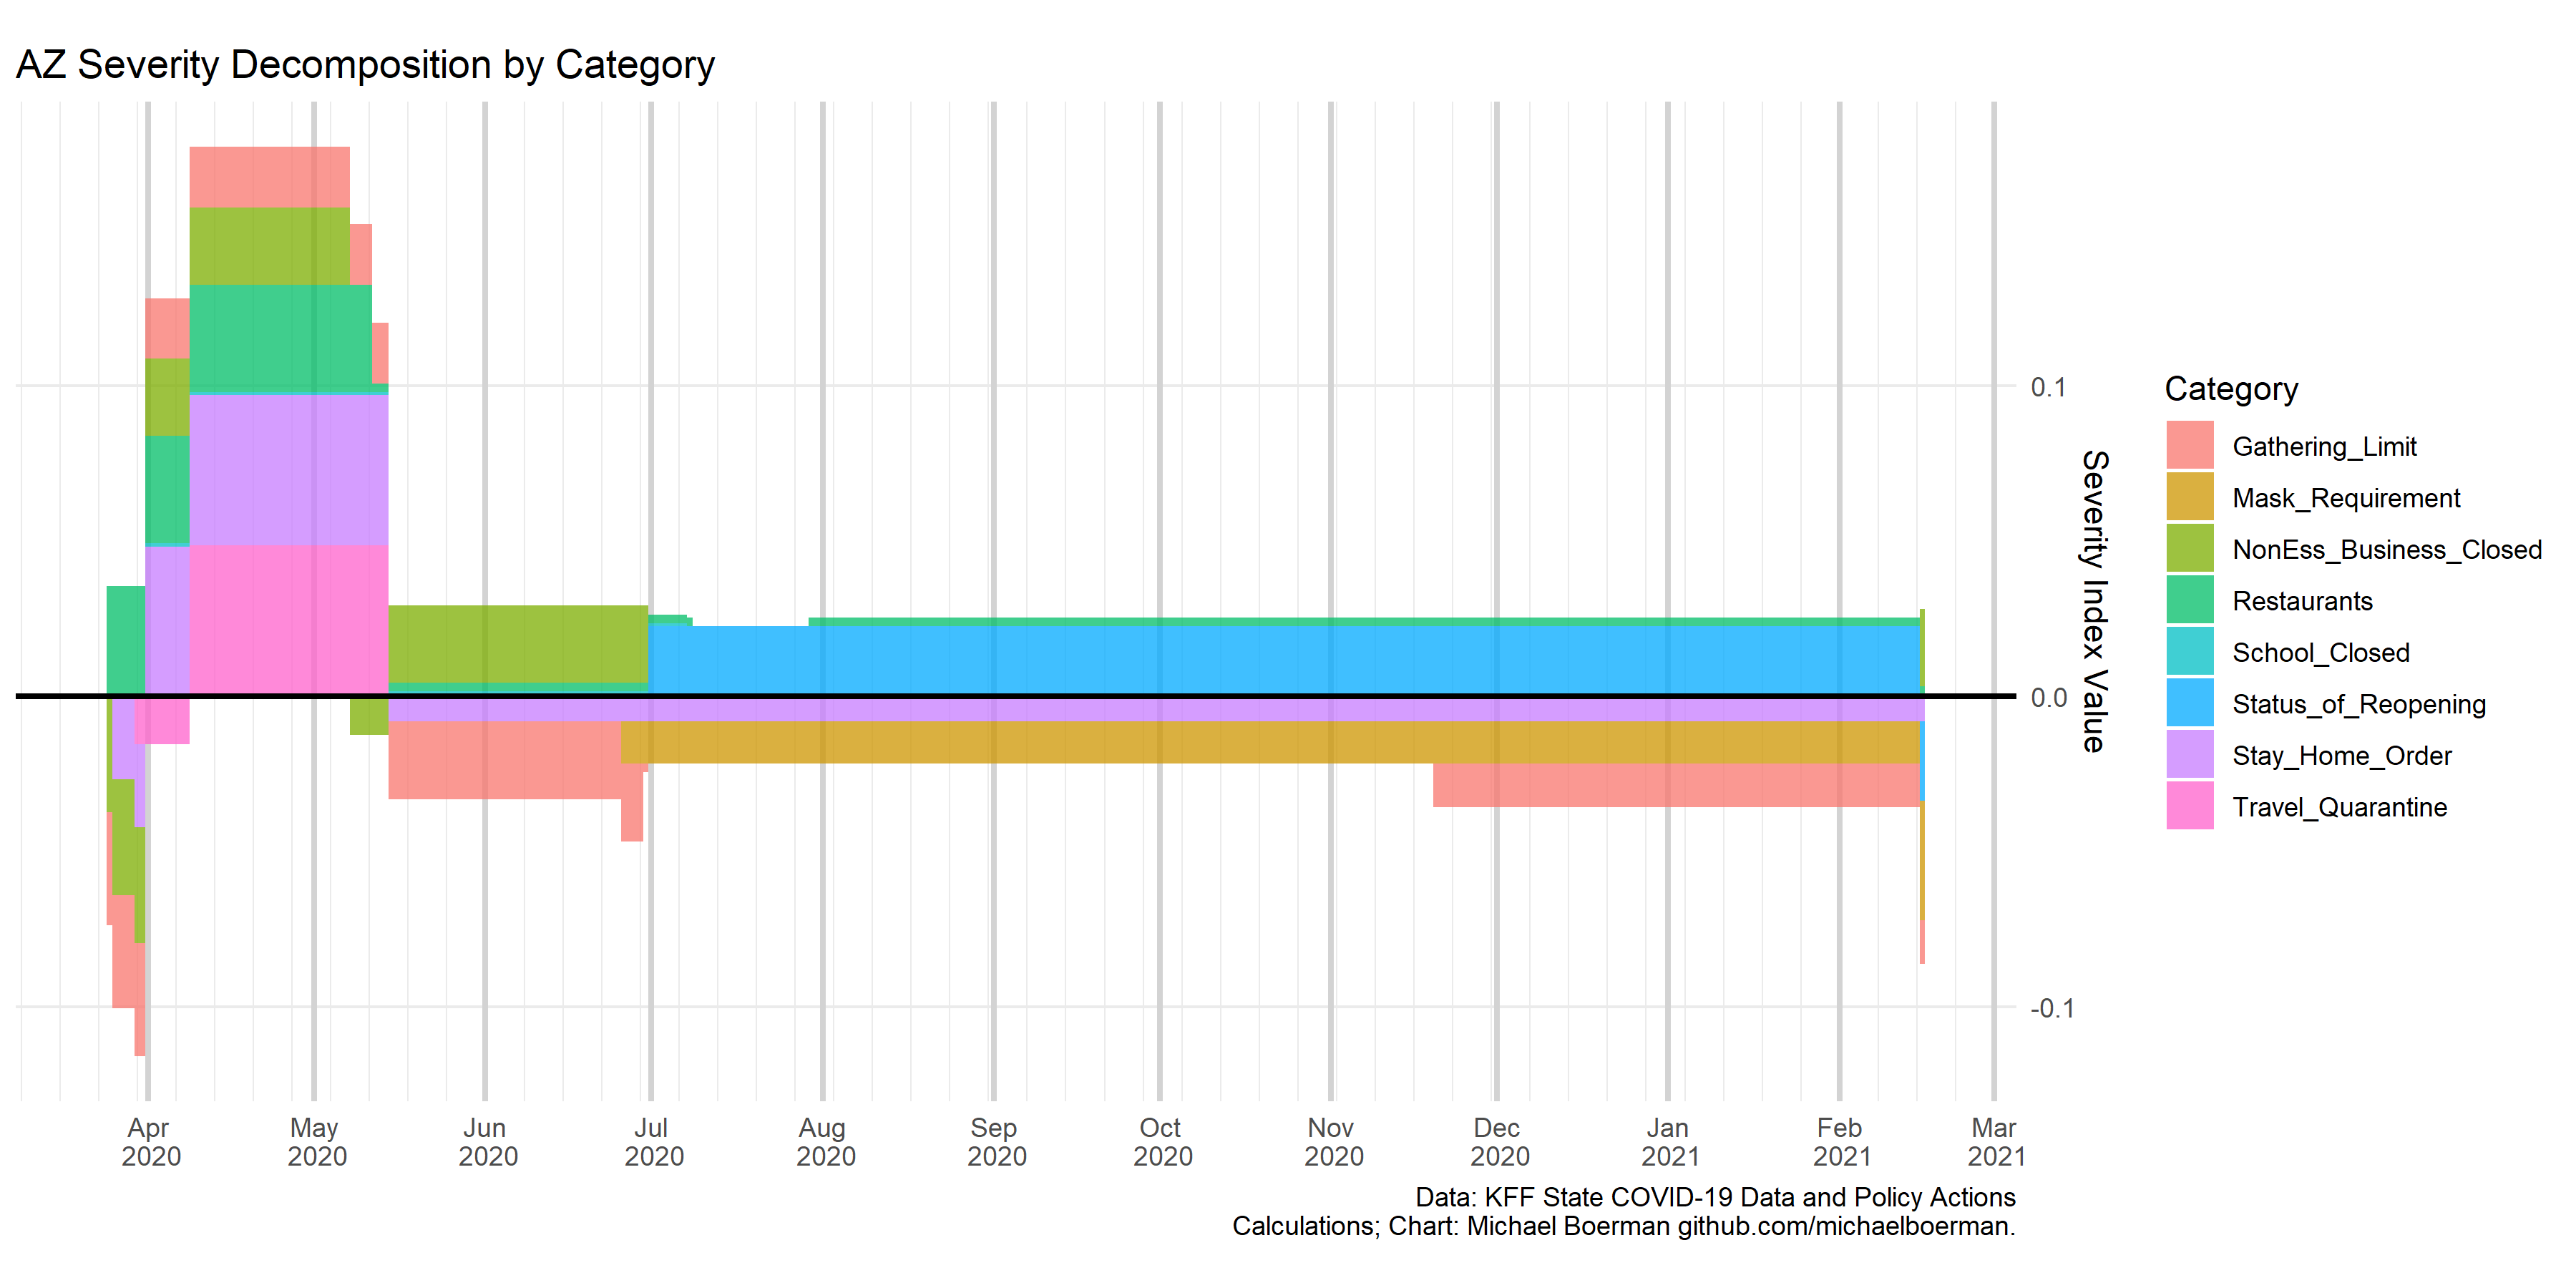 AZ Severity Decomposition by Category
0.1
0.0
-0.1
Severity Index Value
Apr 2020
May 2020
Jun 2020
Jul 2020
Aug 2020
Sep 2020
Oct 2020
Nov 2020
Dec 2020
Jan 2021
Feb 2021
Mar 2021
Category
Gathering_Limit
Mask_Requirement
NonEss_Business_Closed
Restaurants
School_Closed
Status_of_Reopening
Stay_Home_Order
Travel_Quarantine
Data: KFF State COVID-19 Data and Policy Actions
Calculations; Chart: Michael Boerman github.com/michaelboerman.